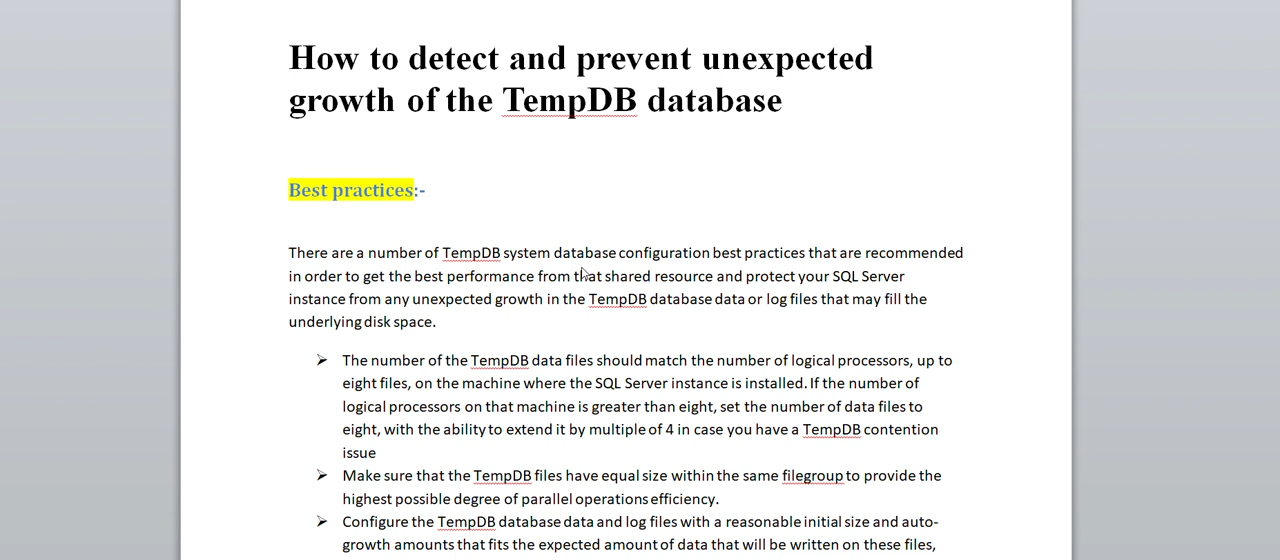 How to detect and prevent unexpected
growth of the TempDB database
Best practices:-
There are a number of TempDB system database configuration best practices that are recommended
in order to get the best performance from that shared resource and protect your SQL Server
instance from any unexpected growth in the TempDB database data or log files that may fill the
underlying disk space.
➢ The number of the TempDB data files should match the number of logical processors, up to
eight files, on the machine where the SQL Server instance is installed. If the number of
logical processors on that machine is greater than eight, set the number of data files to
eight, with the ability to extend it by multiple of 4 in case you have a TempDB contention
issue
➢ Make sure that the TempDB files have equal size within the same filegroup to provide the
highest possible degree of parallel operations efficiency.
➢ Configure the TempDB database data and log files with a reasonable initial size and auto-
growth amounts that fits the expected amount of data that will be written on these files,